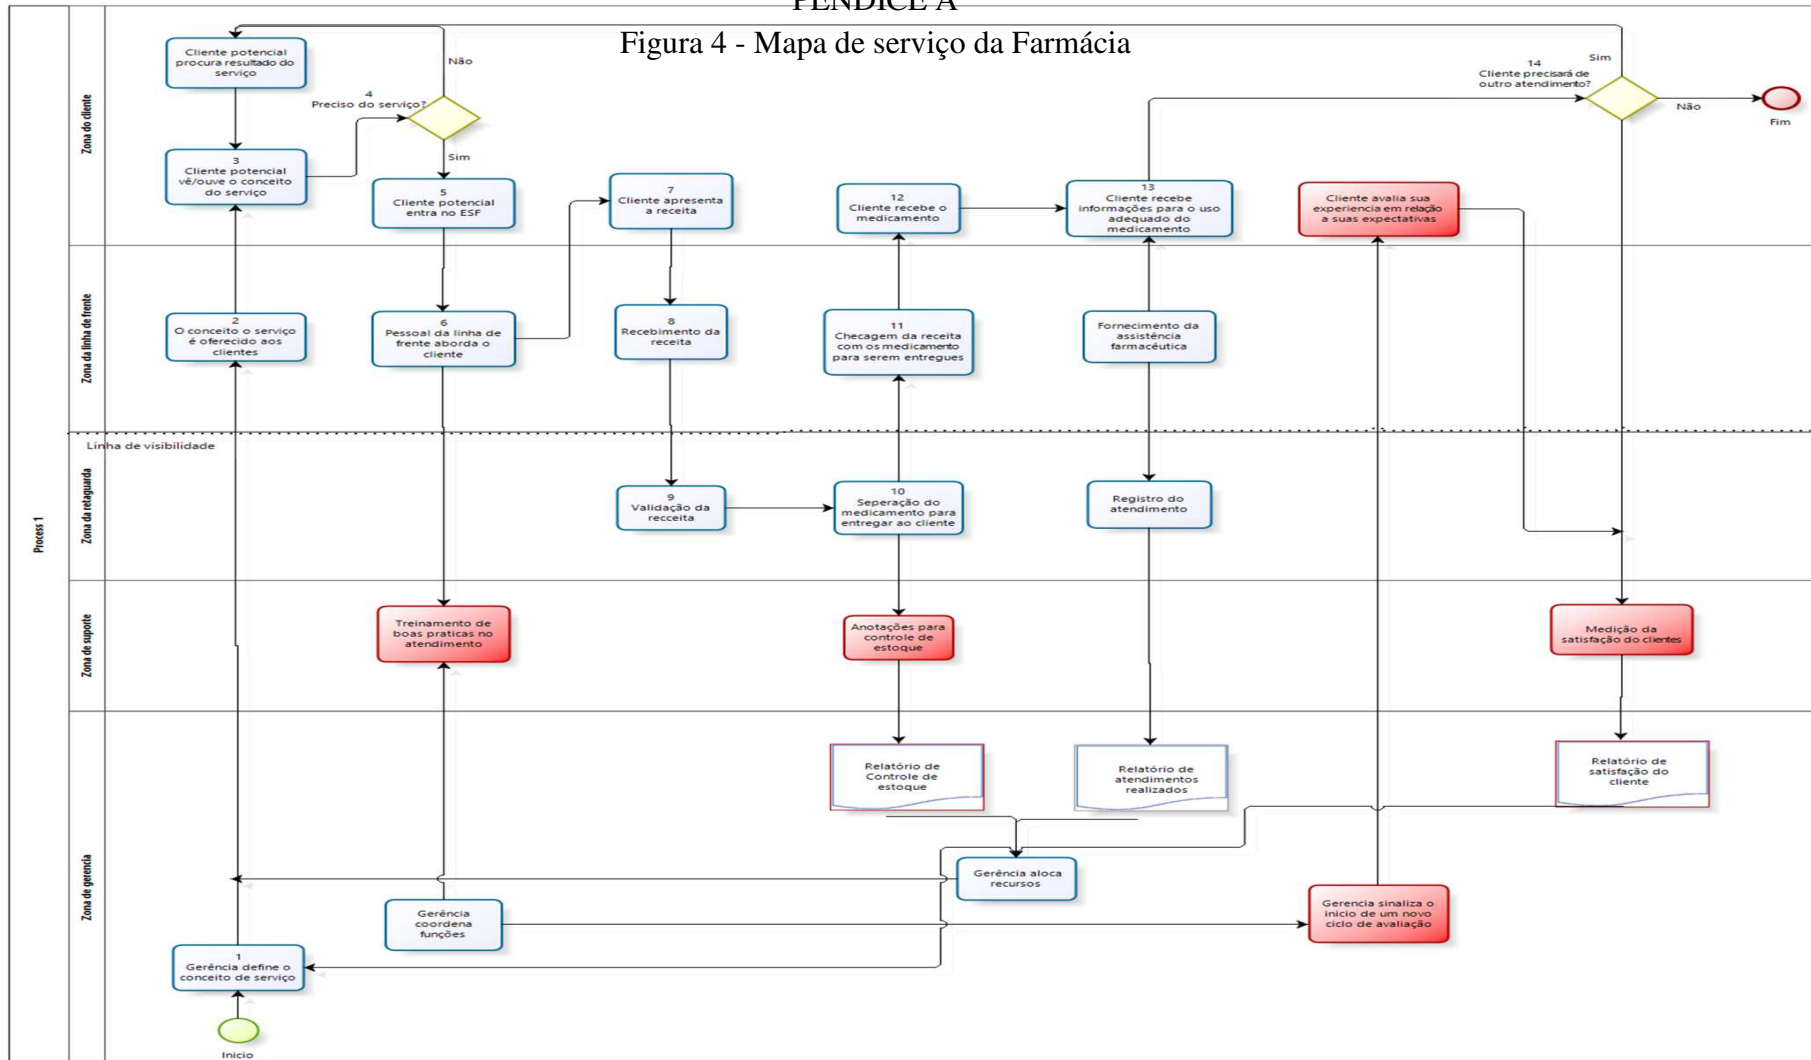 PENDICE A
Figura 4 - Mapa de serviço da Farmácia
Process 1
Zona do cliente
Cliente potencial
procura resultado do
serviço
Não
4
Preciso do serviço?
Sim
3
Cliente potencial
vê/ouve o conceito
do serviço
5
Cliente potencial
entra no ESF
7
Cliente apresenta
a receita
12
Cliente recebe o
medicamento
13
Cliente recebe
informações para o uso
adequado do
medicamento
Cliente avalia sua
experiencia em relação
a suas expectativas
14
Cliente precisará de
outro atendimento?
Sim
Não
Fim
Zona da linha de frente
2
O conceito o serviço
é oferecido aos
clientes
6
Pessoal da linha de
frente aborda o
cliente
8
Recebimento da
receita
11
Checagem da receita
com os medicamento
para serem entregues
Fornecimento da
assistência
farmacêutica
Linha de visibilidade
Zona da retaguarda
9
Validação da
recceita
10
Seperação do
medicamento para
entregar ao cliente
Registro do
atendimento
Zona de suporte
Treinamento de
boas praticas no
atendimento
Anotações para
controle de
estoque
Medição da
satisfação do clientes
Zona de gerencia
Relatório de
Controle de
estoque
Relatório de
atendimentos
realizados
Relatório de
satisfação do
cliente
Gerência aloca
recursos
Gerência
coordena
funções
Gerencia sinaliza o
inicio de um novo
ciclo de avaliação
1
Gerência define o
conceito de serviço
Inicio